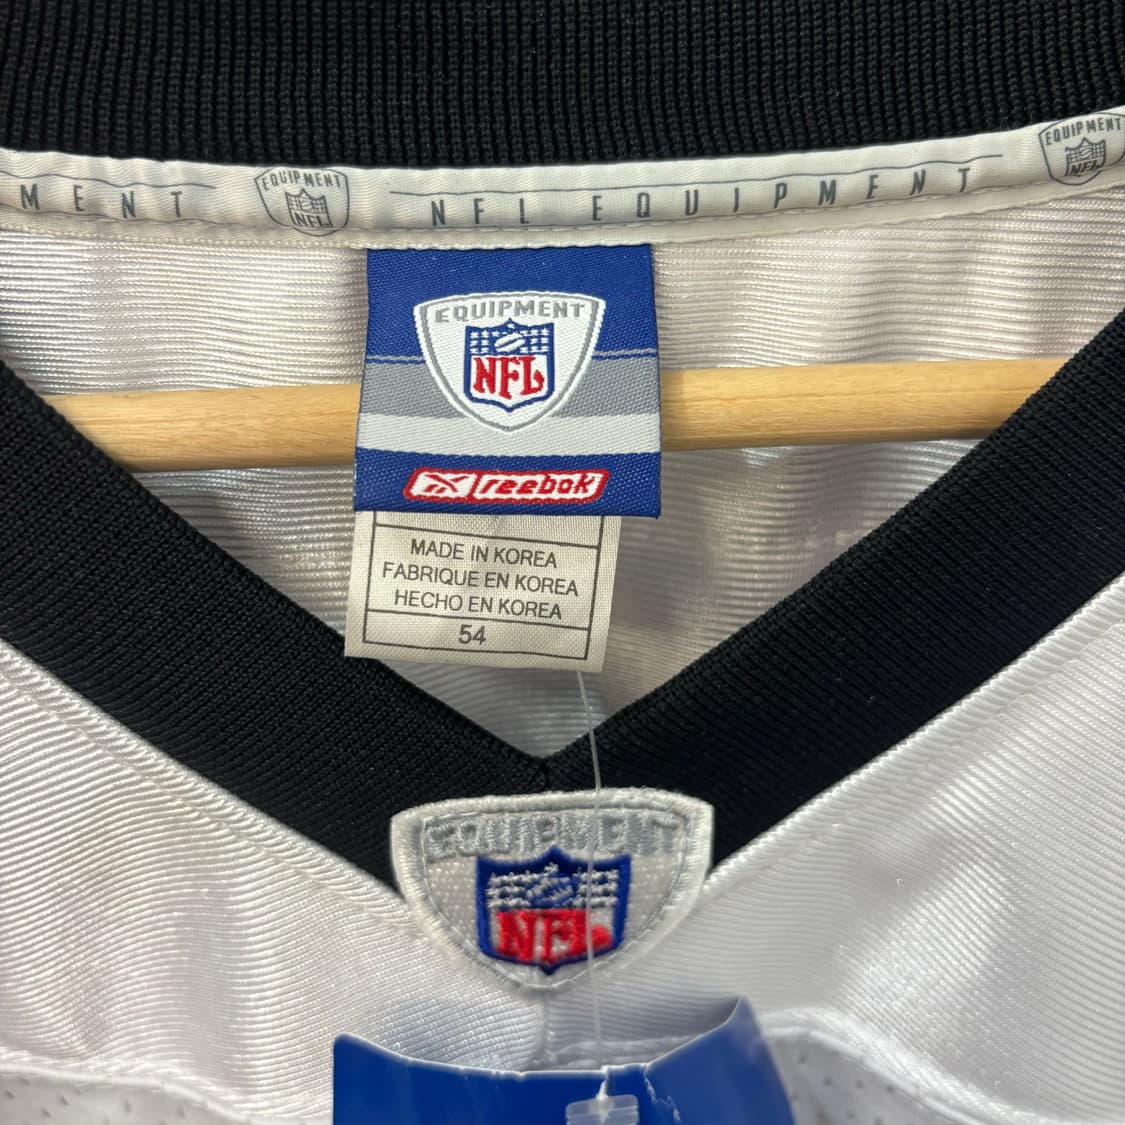 EQUIPMENT
NFL
MENT
EQUIPMENT
NFL
NFL EQUIPMENT
EQUIPMENT
NFL
Reebok
MADE IN KOREA
FABRIQUE EN KOREA
HECHO EN KOREA
54
EQUIPMENT
NFL